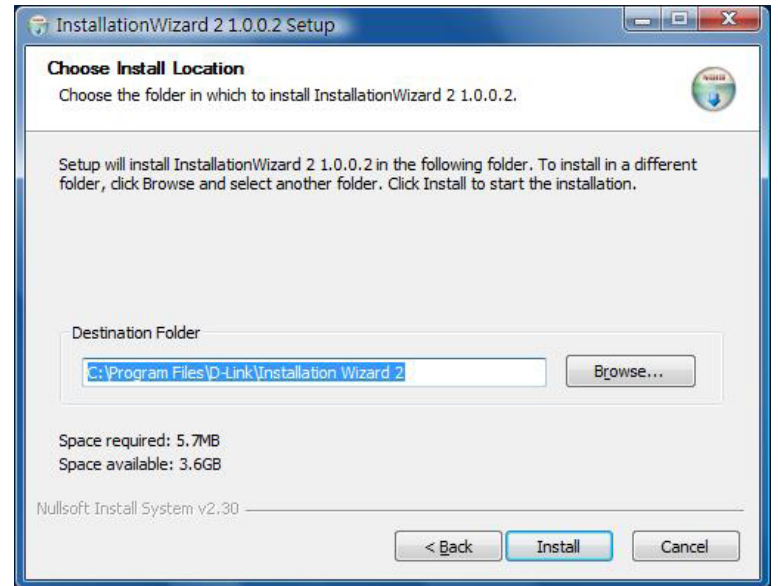 InstallationWizard 2 1.0.0.2 Setup
Choose Install Location
Choose the folder in which to install InstallationWizard 2 1.0.0.2.
Setup will install InstallationWizard 2 1.0.0.2 in the following folder. To install in a different
folder, click Browse and select another folder. Click Install to start the installation.
Destination Folder
C:\Program Files\D-Link\Installation Wizard 2
Browse...
Space required: 5.7MB
Space available: 3.6GB
Nullsoft Install System v2.30
< Back
Install
Cancel